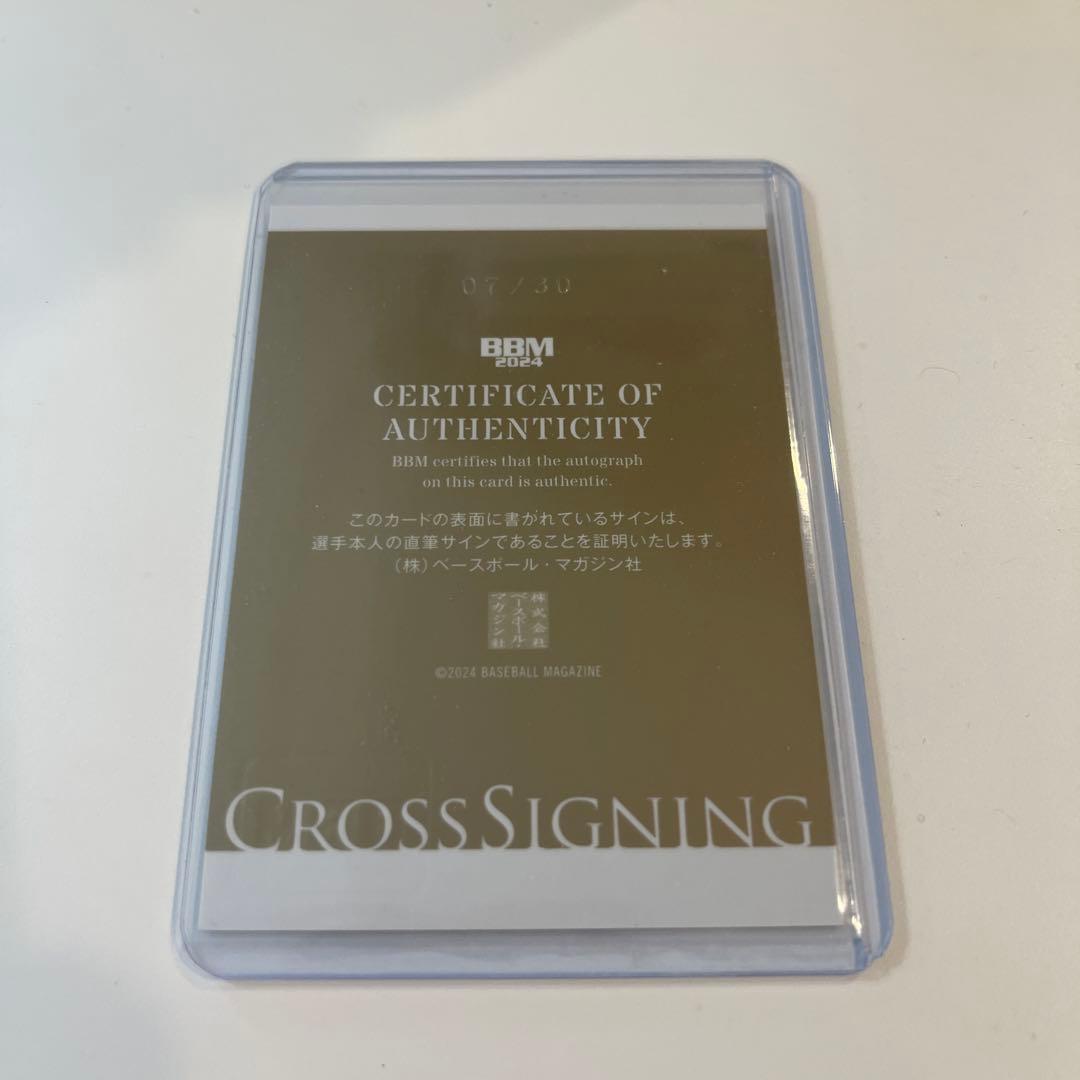 07/30
BBM
2024
CERTIFICATE OF
AUTHENTICITY
BBM certifies that the autograph
on this card is authentic.
このカードの表面に書かれているサインは、
選手本人の直筆サインであることを証明いたします。
（株）ベースボール・マガジン社
株式会社
ベースボール・
マガジン社
©2024 BASEBALL MAGAZINE
CROSS SIGNING